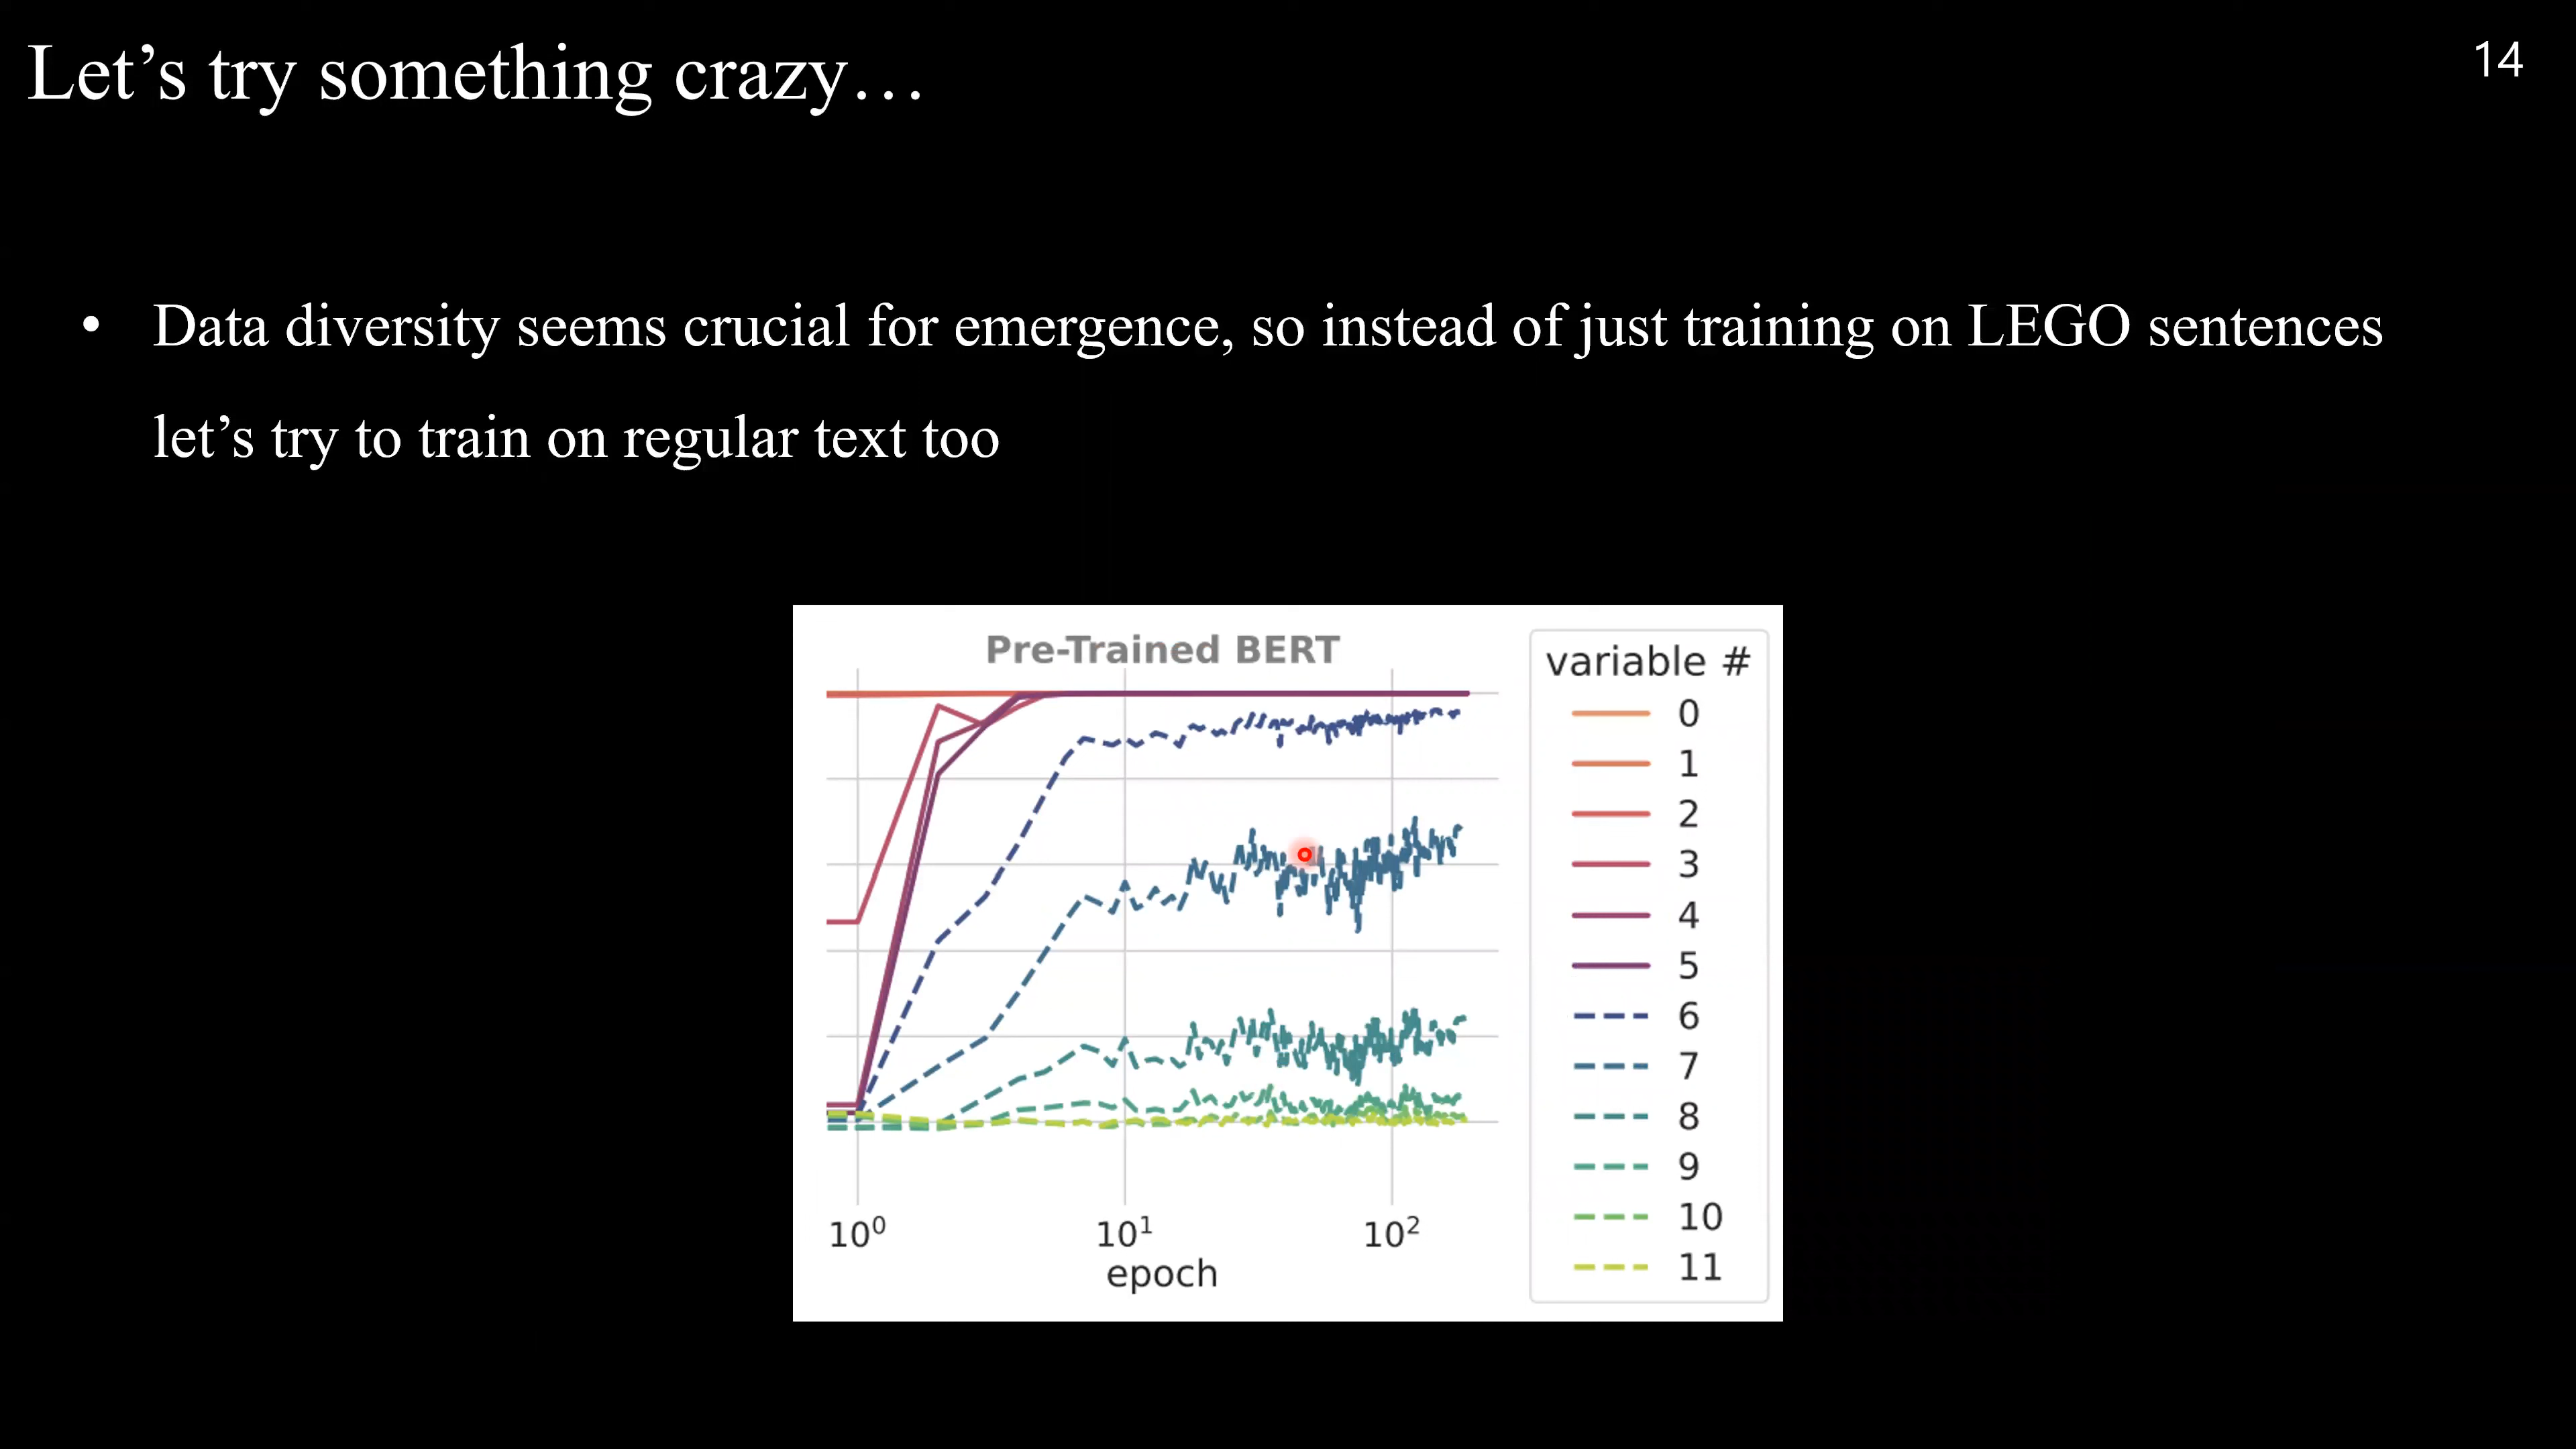 Let’s try something crazy…
14
• Data diversity seems crucial for emergence, so instead of just training on LEGO sentences
let’s try to train on regular text too
Pre-Trained BERT
variable #
0
1
2
3
4
5
6
7
8
9
10
11
10⁰ 10¹ 10²
epoch